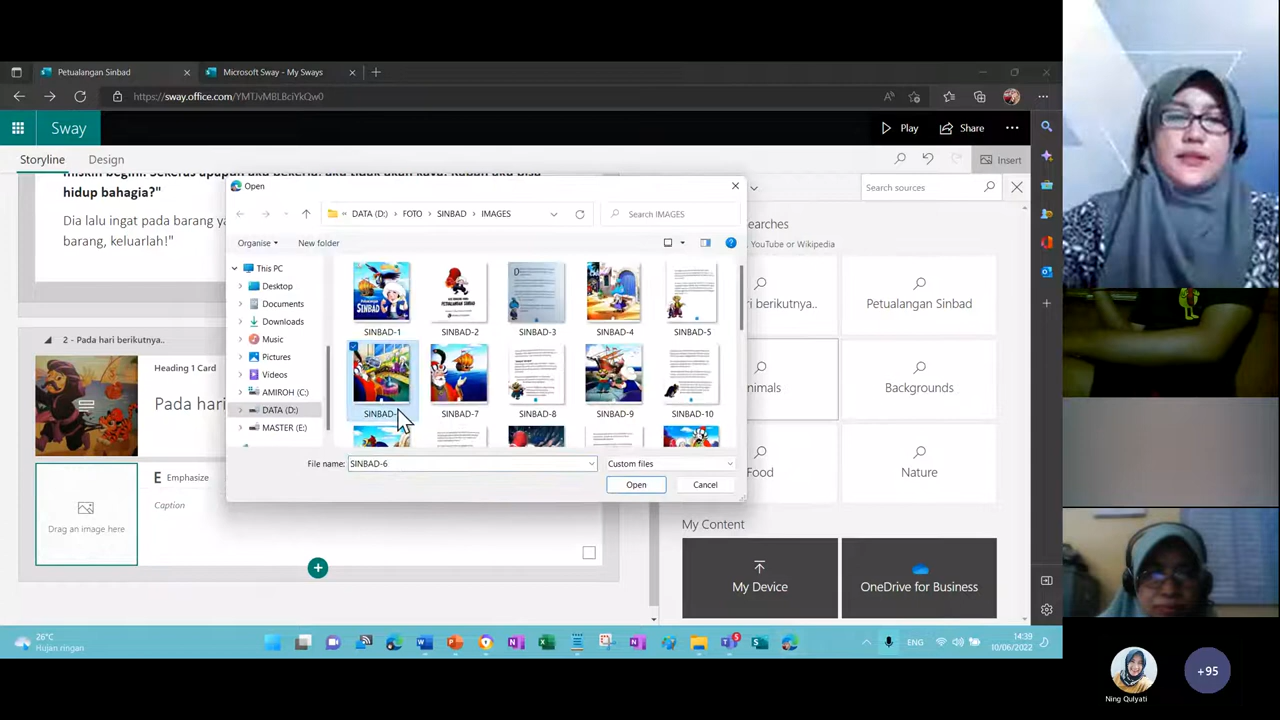 Petualangan Sinbad
Microsoft Sway - My Sways
https://sway.office.com/YMTJvMBLBciYkQw0
Sway
Play
Share
Storyline
Design
Insert
hidup bahagia?"
Dia lalu ingat pada barang
barang, keluarlah!"
2 - Pada hari berikutnya..
Heading 1 Card
Pada hari
Drag an image here
E Emphasize
Caption
Open
DATA (D:) > FOTO > SINBAD > IMAGES
Search IMAGES
Organise
New folder
This PC
Desktop
Documents
Downloads
Music
Pictures
Videos
AMIROH (C:)
DATA (D:)
MASTER (E:)
SINBAD-1
SINBAD-2
SINBAD-3
SINBAD-4
SINBAD-5
SINBAD-
SINBAD-7
SINBAD-8
SINBAD-9
SINBAD-10
File name:
SINBAD-6
Custom files
Open
Cancel
Search sources
earches
YouTube or Wikipedia
berikutnya..
Petualangan Sinbad
nimals
Backgrounds
Food
Nature
My Content
My Device
OneDrive for Business
26°C
Hujan ringan
5
ENG
14:39
10/06/2022
Ning Qulyati
+95